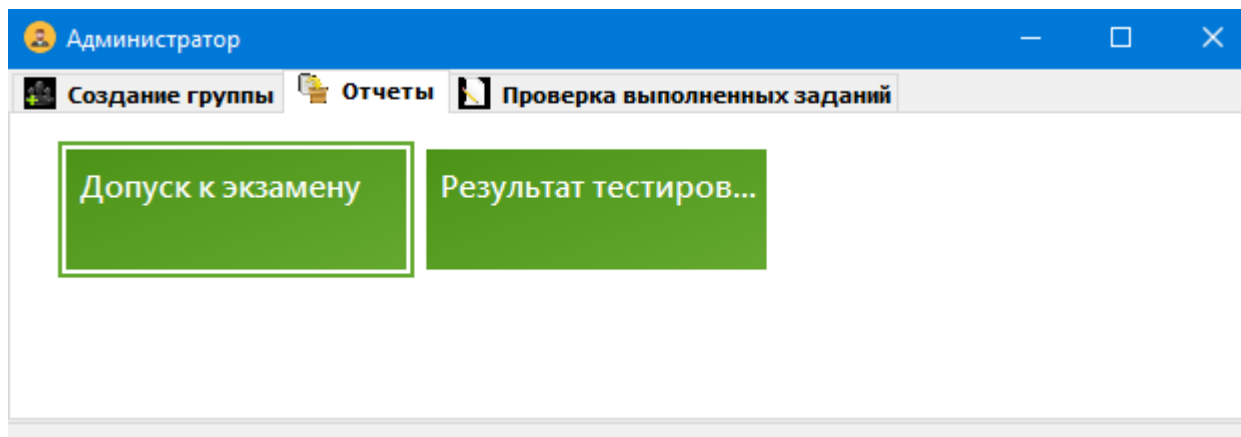 Администратор
Создание группы Отчеты Проверка выполненных заданий
Допуск к экзамену Результат тестиров...